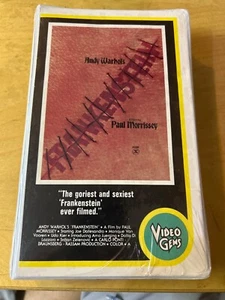 Andy Warhol's
FRANKENSTEIN
Paul Morrissey
"The goriest and sexiest
'Frankenstein'
ever filmed."
ANDY WARHOL'S 'FRANKENSTEIN' • A film by PAUL
MORRISSEY • Starring Joe Dallesandro • Monique Van
Vooren • Udo Kier • Introducing Arno Juerging • Dalila Di
Lazzaro • Srdjan Zelenovic • A CARLO PONTI
BRAUNSBERG - RASSAM PRODUCTION • COLOR •
VIDEO
GEMS